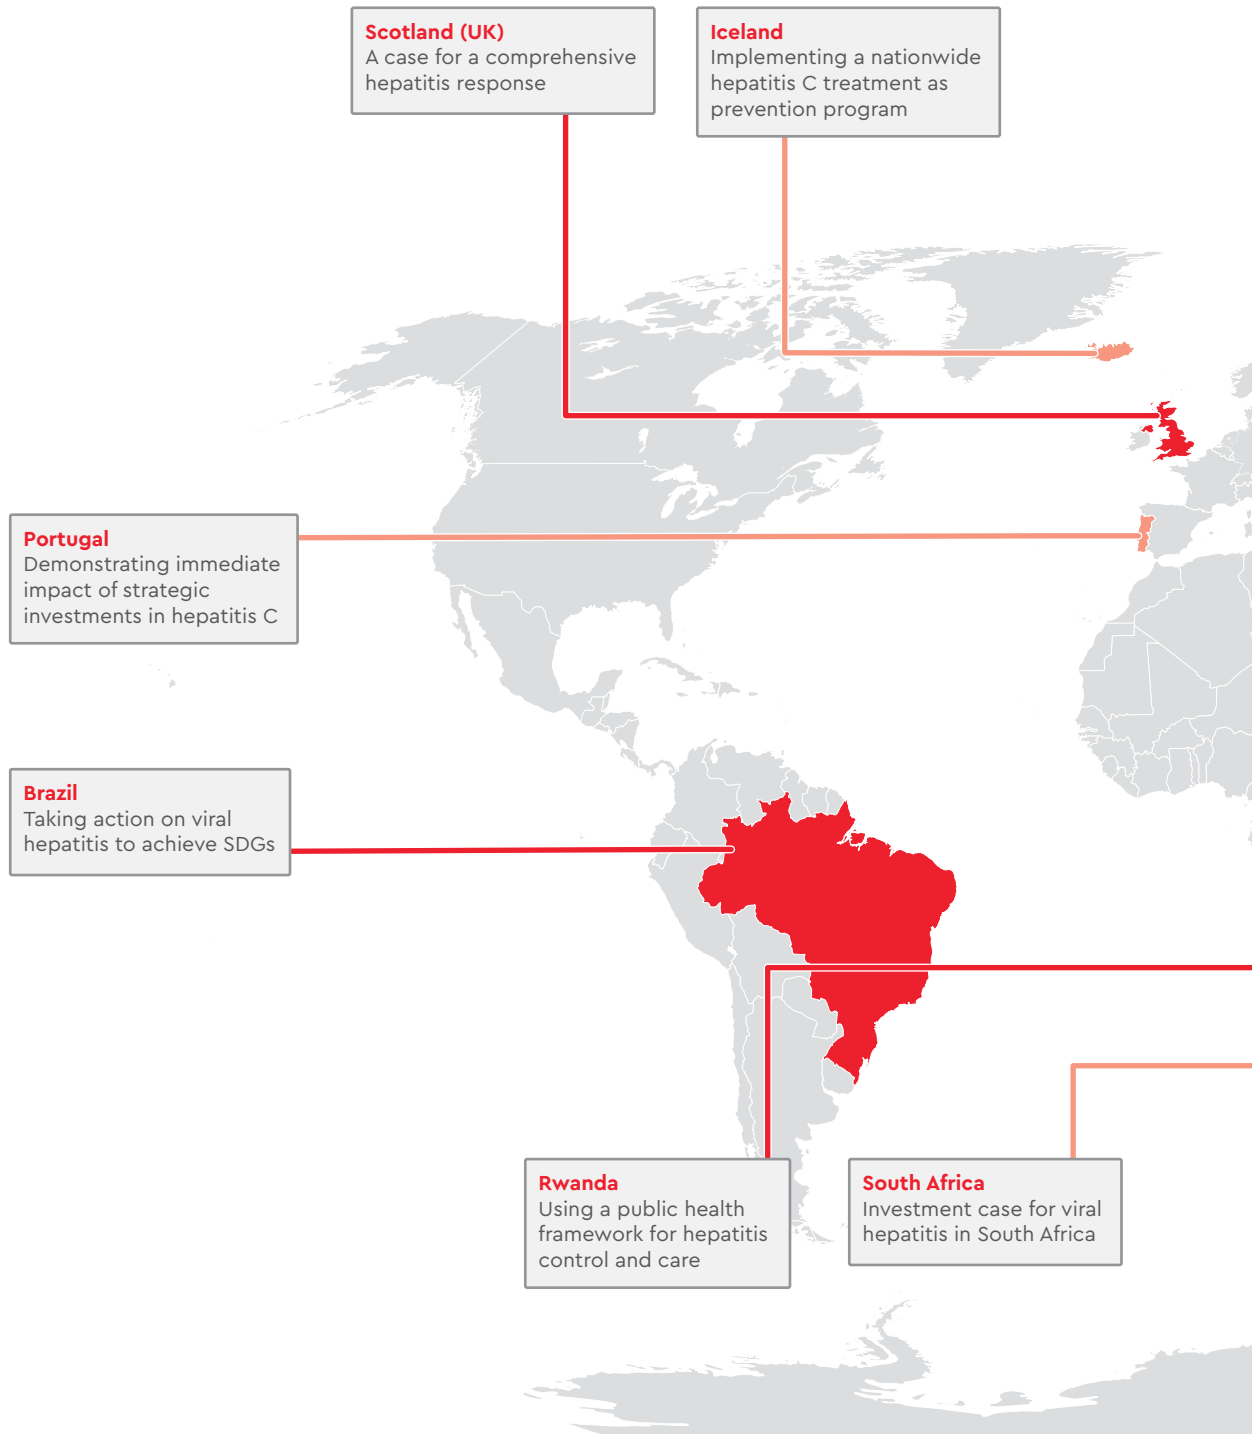 Scotland (UK)
A case for a comprehensive
hepatitis response
Iceland
Implementing a nationwide
hepatitis C treatment as
prevention program
Portugal
Demonstrating immediate
impact of strategic
investments in hepatitis C
Brazil
Taking action on viral
hepatitis to achieve SDGs
Rwanda
Using a public health
framework for hepatitis
control and care
South Africa
Investment case for viral
hepatitis in South Africa